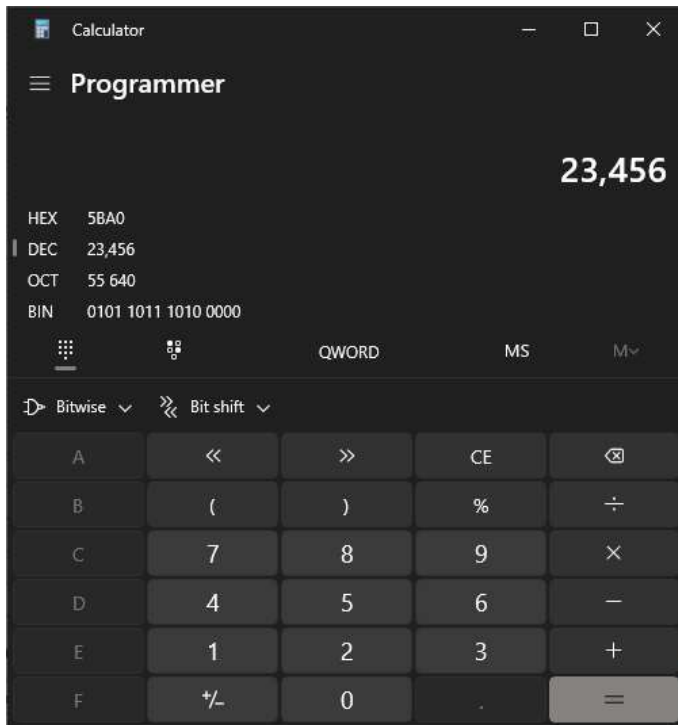 Calculator
Programmer
23,456
HEX 5BA0
DEC 23,456
OCT 55 640
BIN 0101 1011 1010 0000
QWORD MS M
Bitwise Bit shift
A « » CE
B ( ) % ÷
C 7 8 9 ×
D 4 5 6 −
E 1 2 3 +
F +/− 0 . =